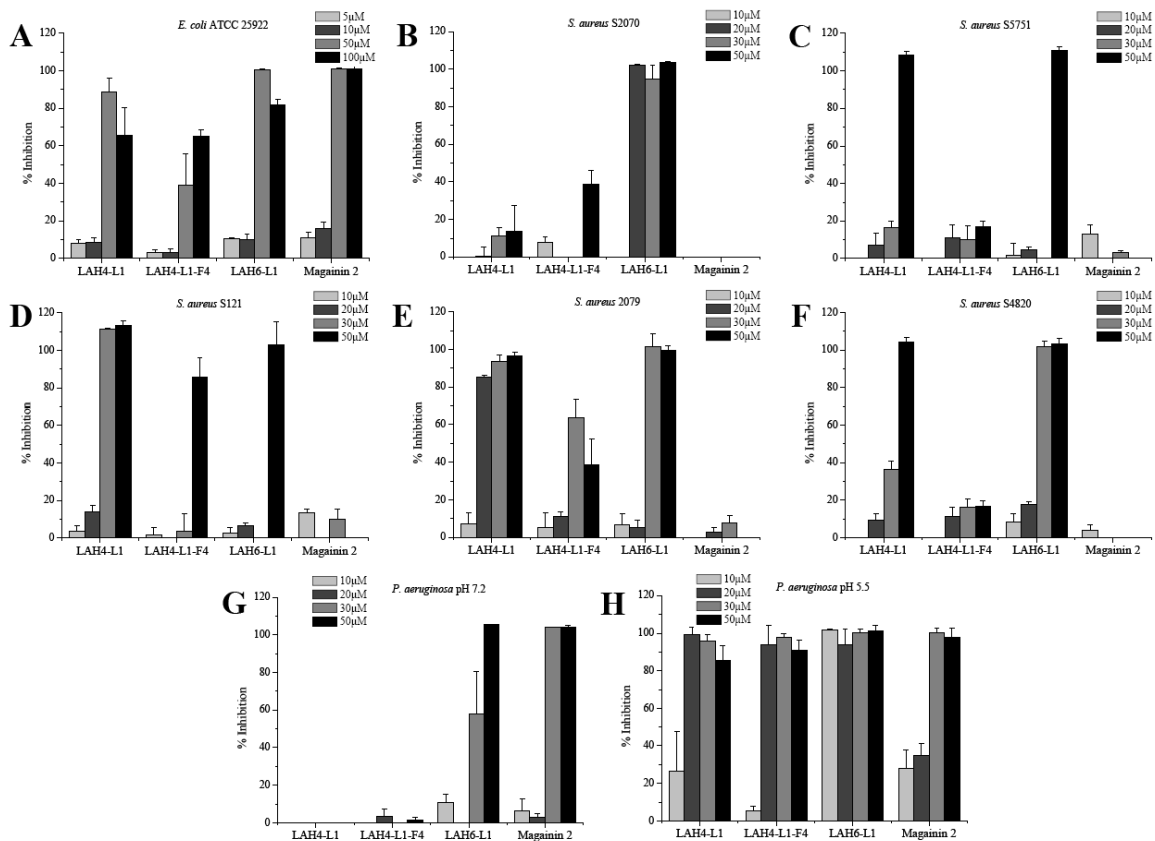 A
E. coli ATCC 25922
5µM
10µM
50µM
100µM
120
100
80
60
40
20
0
% Inhibition
LAH4-L1 LAH4-L1-F4 LAH6-L1 Magainin 2
B
S. aureus S2070
10µM
20µM
30µM
50µM
120
100
80
60
40
20
0
% Inhibition
LAH4-L1 LAH4-L1-F4 LAH6-L1 Magainin 2
C
S. aureus S5751
10µM
20µM
30µM
50µM
120
100
80
60
40
20
0
% Inhibition
LAH4-L1 LAH4-L1-F4 LAH6-L1 Magainin 2
D
S. aureus S121
10µM
20µM
30µM
50µM
120
100
80
60
40
20
0
% Inhibition
LAH4-L1 LAH4-L1-F4 LAH6-L1 Magainin 2
E
S. aureus 2079
10µM
20µM
30µM
50µM
120
100
80
60
40
20
0
% Inhibition
LAH4-L1 LAH4-L1-F4 LAH6-L1 Magainin 2
F
S. aureus S4820
10µM
20µM
30µM
50µM
120
100
80
60
40
20
0
% Inhibition
LAH4-L1 LAH4-L1-F4 LAH6-L1 Magainin 2
G
P. aeruginosa pH 7.2
10µM
20µM
30µM
50µM
120
100
80
60
40
20
0
% Inhibition
LAH4-L1 LAH4-L1-F4 LAH6-L1 Magainin 2
H
P. aeruginosa pH 5.5
10µM
20µM
30µM
50µM
120
100
80
60
40
20
0
% Inhibition
LAH4-L1 LAH4-L1-F4 LAH6-L1 Magainin 2